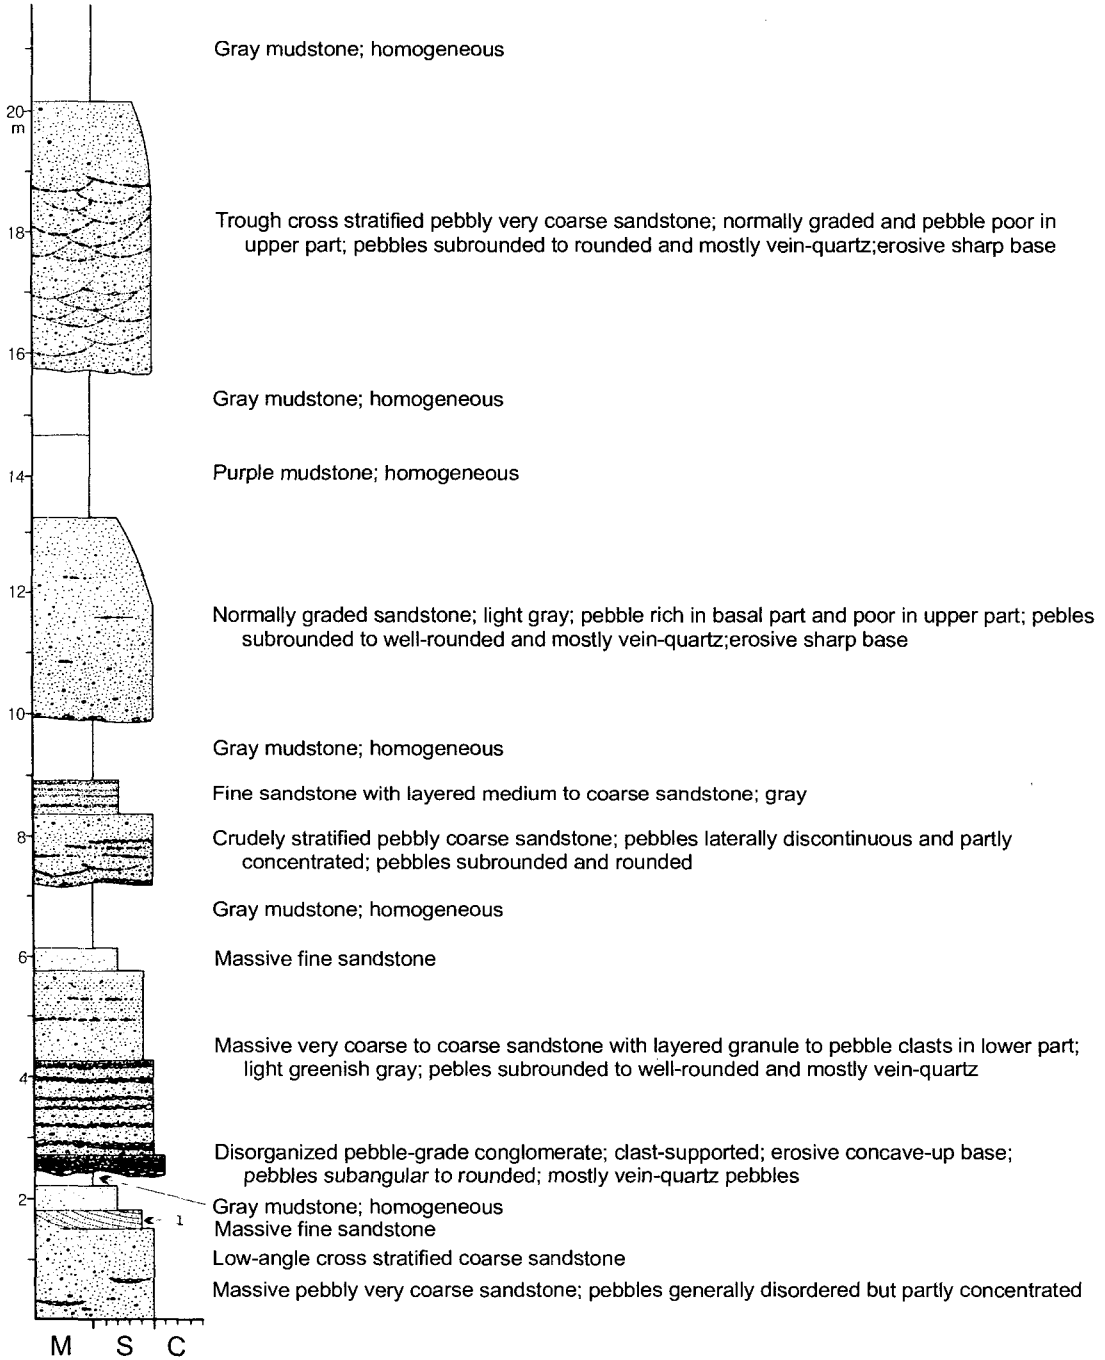 Gray mudstone; homogeneous
20
m
Trough cross stratified pebbly very coarse sandstone; normally graded and pebble poor in
upper part; pebbles subrounded to rounded and mostly vein-quartz;erosive sharp base
18
16
Gray mudstone; homogeneous
14
Purple mudstone; homogeneous
12
Normally graded sandstone; light gray; pebble rich in basal part and poor in upper part; pebles
subrounded to well-rounded and mostly vein-quartz;erosive sharp base
10
Gray mudstone; homogeneous
Fine sandstone with layered medium to coarse sandstone; gray
8
Crudely stratified pebbly coarse sandstone; pebbles laterally discontinuous and partly
concentrated; pebbles subrounded and rounded
Gray mudstone; homogeneous
6
Massive fine sandstone
Massive very coarse to coarse sandstone with layered granule to pebble clasts in lower part;
light greenish gray; pebles subrounded to well-rounded and mostly vein-quartz
4
Disorganized pebble-grade conglomerate; clast-supported; erosive concave-up base;
pebbles subangular to rounded; mostly vein-quartz pebbles
2
Gray mudstone; homogeneous
1
Massive fine sandstone
Low-angle cross stratified coarse sandstone
Massive pebbly very coarse sandstone; pebbles generally disordered but partly concentrated
M S C